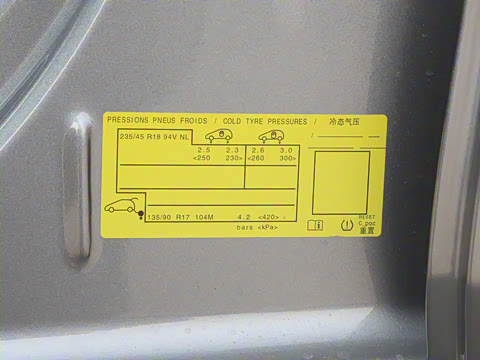 PRESSIONS PNEUS FROIDS / COLD TYRE PRESSURES / 冷态气压
235/45 R18 94V NL
2.5 2.3 2.6 3.0
<250 230> <260 300>
135/90 R17 104M 4.2 <420>
bars <kPa>
RESET
C_poc
重置